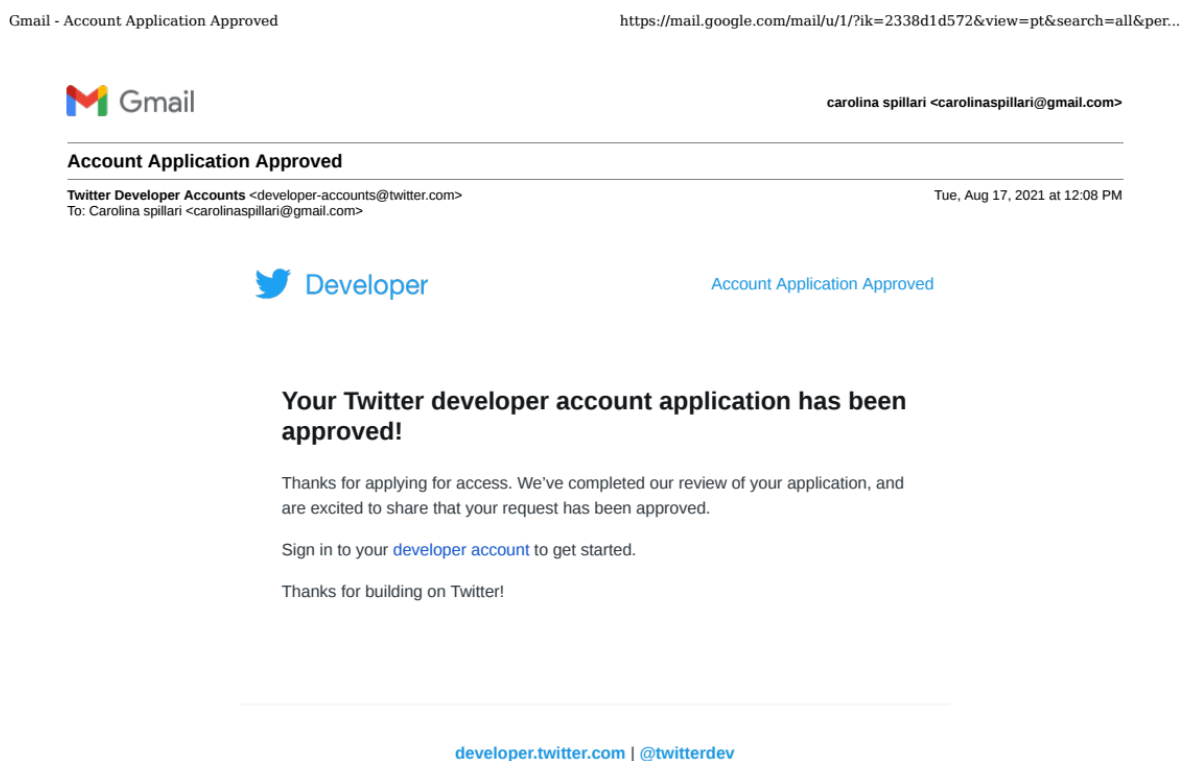 Gmail - Account Application Approved https://mail.google.com/mail/u/1/?ik=2338d1d572&view=pt&search=all&per...
Gmail carolina spillari <carolinaspillari@gmail.com>
Account Application Approved
Twitter Developer Accounts <developer-accounts@twitter.com> Tue, Aug 17, 2021 at 12:08 PM
To: Carolina spillari <carolinaspillari@gmail.com>
Developer Account Application Approved
Your Twitter developer account application has been
approved!
Thanks for applying for access. We’ve completed our review of your application, and
are excited to share that your request has been approved.
Sign in to your developer account to get started.
Thanks for building on Twitter!
developer.twitter.com | @twitterdev